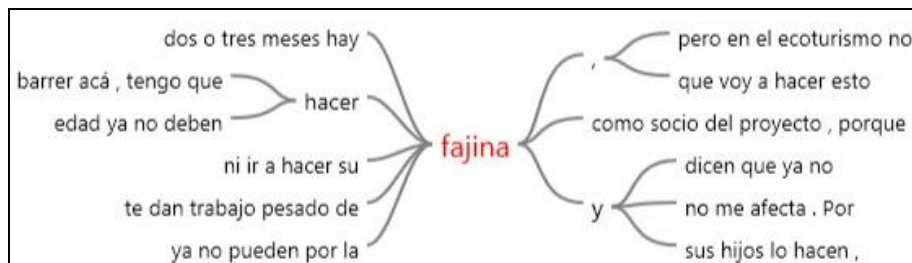 dos o tres meses hay
barrer acá , tengo que
edad ya no deben
hacer
ni ir a hacer su
te dan trabajo pesado de
ya no pueden por la
fajina
,
pero en el ecoturismo no
que voy a hacer esto
como socio del proyecto , porque
y
dicen que ya no
no me afecta . Por
sus hijos lo hacen ,